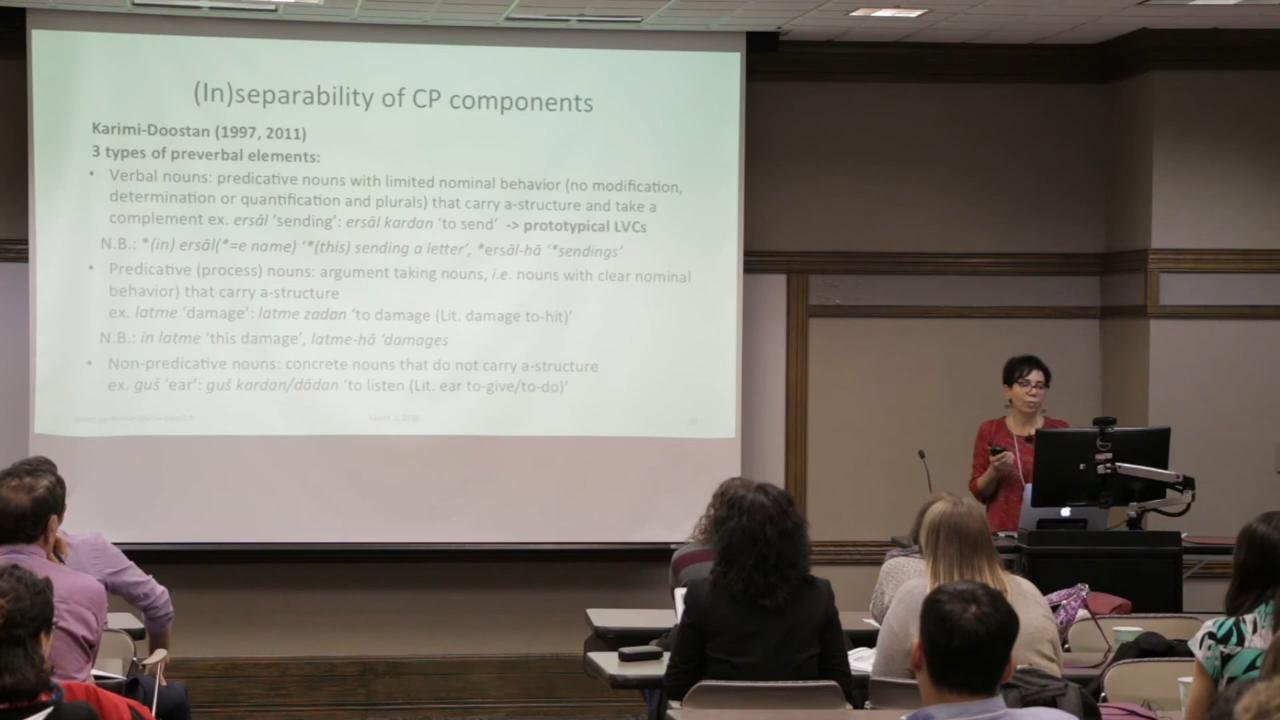 (In)separability of CP components
Karimi-Doostan (1997, 2011)
3 types of preverbal elements:
• Verbal nouns: predicative nouns with limited nominal behavior (no modification,
determination or quantification and plurals) that carry a-structure and take a
complement ex. ersāl 'sending': ersāl kardan 'to send' -> prototypical LVCs
N.B.: *(in) ersāl(*=e name) '*(this) sending a letter', *ersāl-hā '*sendings'
• Predicative (process) nouns: argument taking nouns, i.e. nouns with clear nominal
behavior) that carry a-structure
ex. latme 'damage': latme zadan 'to damage (Lit. damage to-hit)'
N.B.: in latme 'this damage', latme-hā 'damages
• Non-predicative nouns: concrete nouns that do not carry a-structure
ex. guš 'ear': guš kardan/dādan 'to listen (Lit. ear to-give/to-do)'